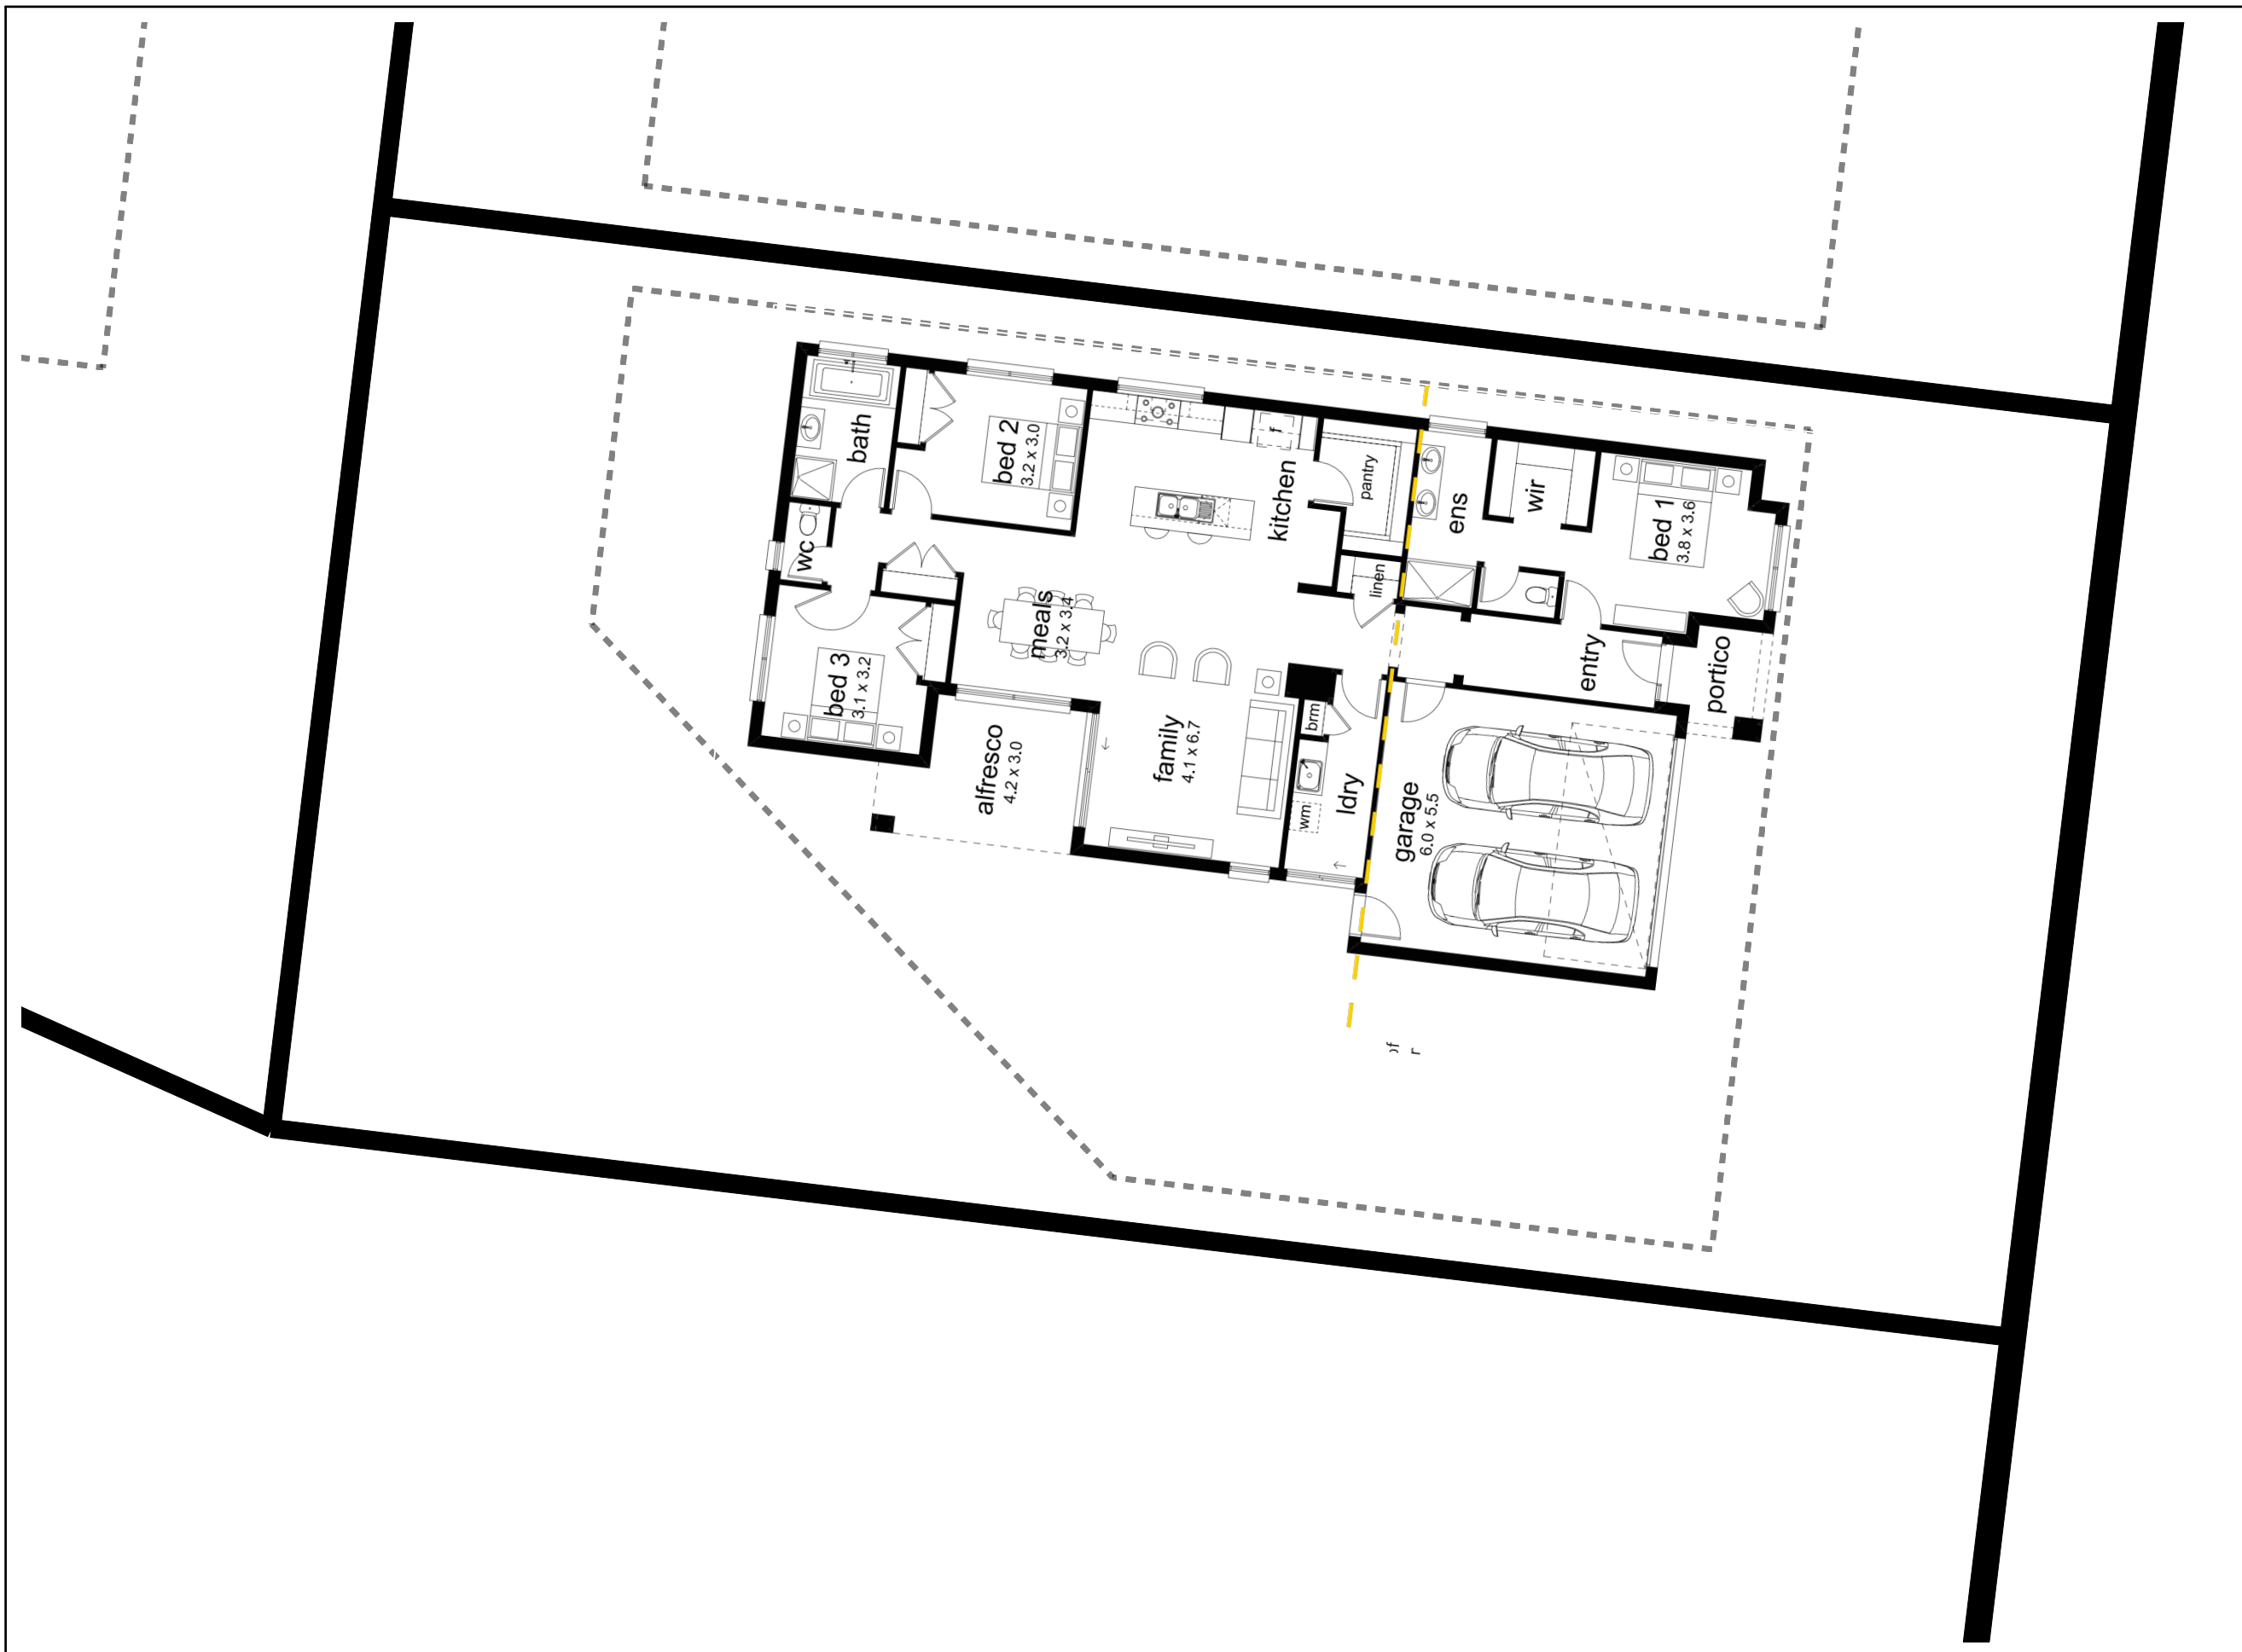 bath
bed 2
3.2 x 3.0
wc
bed 3
3.1 x 3.2
meals
3.2 x 3.4
kitchen
f
pantry
linen
ens
wir
bed 1
3.8 x 3.6
alfresco
4.2 x 3.0
family
4.1 x 6.7
brm
wm
ldry
garage
6.0 x 5.5
entry
portico